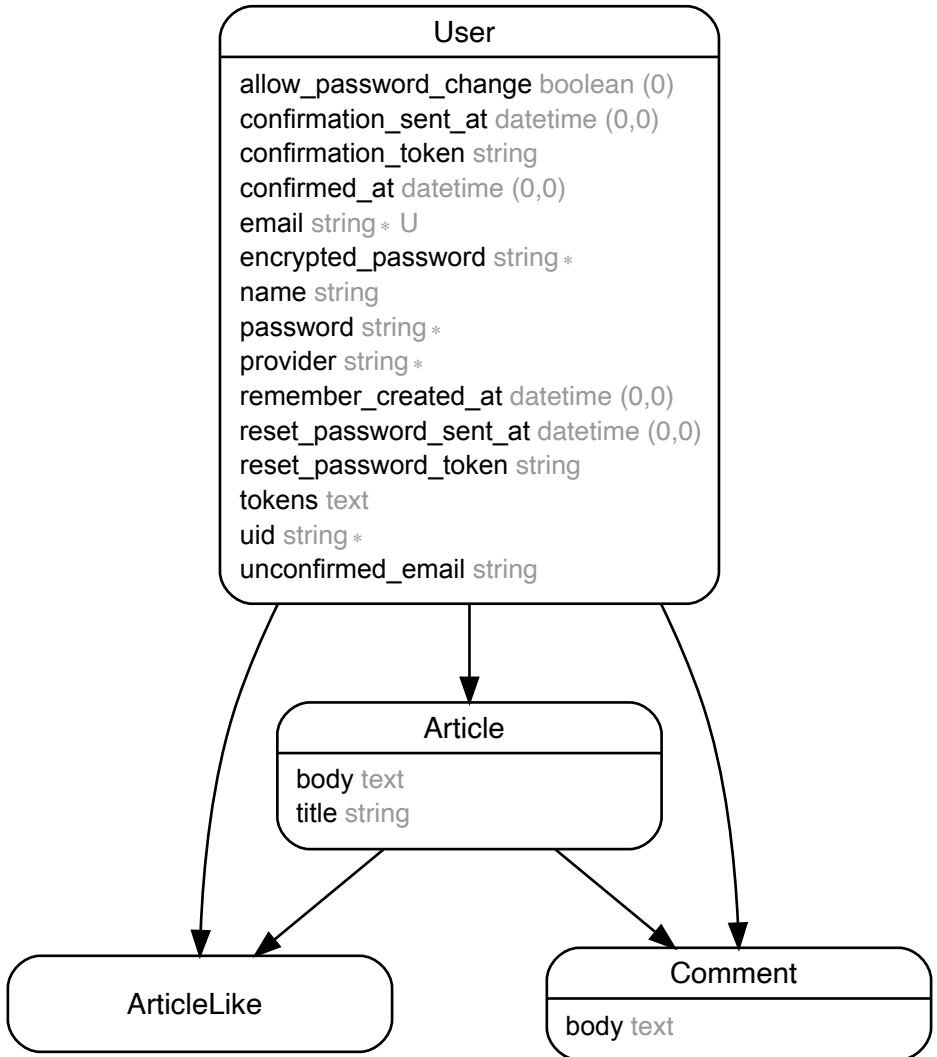 User
allow_password_change boolean (0)
confirmation_sent_at datetime (0,0)
confirmation_token string
confirmed_at datetime (0,0)
email string ∗ U
encrypted_password string ∗
name string
password string ∗
provider string ∗
remember_created_at datetime (0,0)
reset_password_sent_at datetime (0,0)
reset_password_token string
tokens text
uid string ∗
unconfirmed_email string
Article
body text
title string
ArticleLike
Comment
body text